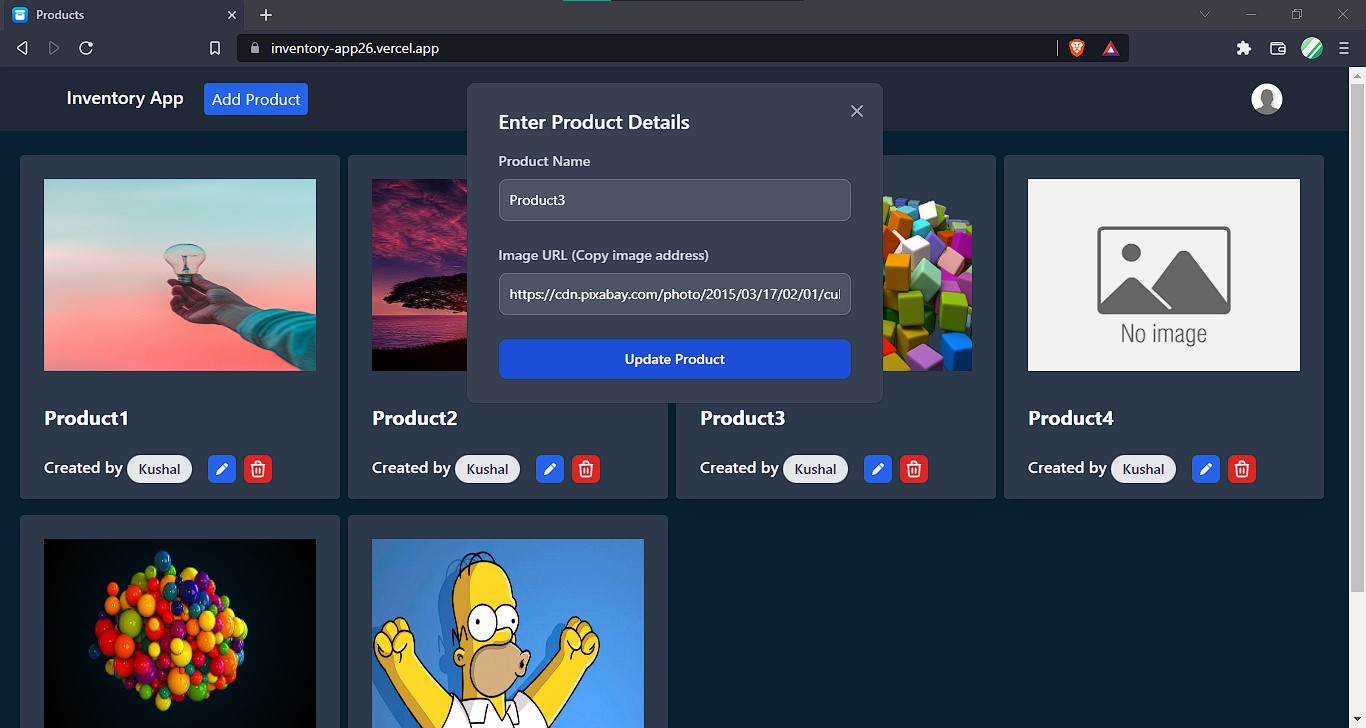 Products
inventory-app26.vercel.app
Inventory App
Add Product
Enter Product Details
Product Name
Product3
Image URL (Copy image address)
https://cdn.pixabay.com/photo/2015/03/17/02/01/cul
Update Product
No image
Product1
Product2
Product3
Product4
Created by Kushal
Created by Kushal
Created by Kushal
Created by Kushal